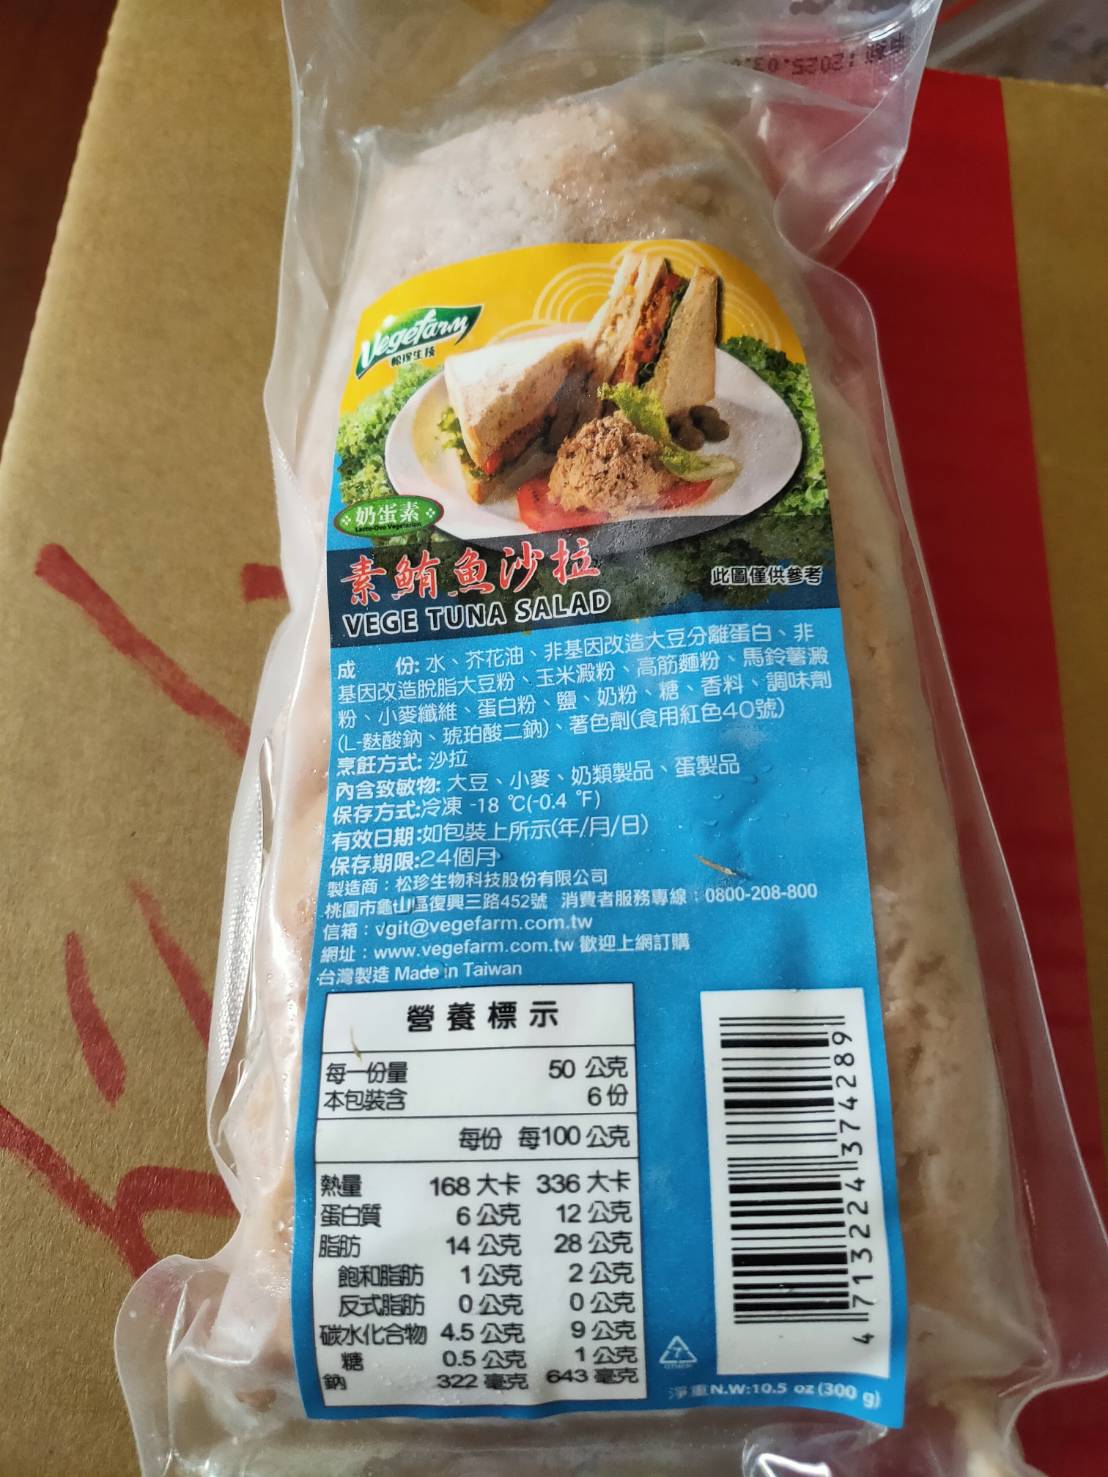 2025.03.
Vegefarm
松珍生技
奶蛋素
Lacto-Ovo Vegetarian
素鮪魚沙拉
此圖僅供參考
VEGE TUNA SALAD
成 份: 水、芥花油、非基因改造大豆分離蛋白、非
基因改造脫脂大豆粉、玉米澱粉、高筋麵粉、馬鈴薯澱
粉、小麥纖維、蛋白粉、鹽、奶粉、糖、香料、調味劑
(L-麩酸鈉、琥珀酸二鈉)、著色劑(食用紅色40號)
烹飪方式: 沙拉
內含致敏物: 大豆、小麥、奶類製品、蛋製品
保存方式:冷凍 -18 ℃(-0.4 ℉)
有效日期:如包裝上所示(年/月/日)
保存期限:24個月
製造商：松珍生物科技股份有限公司
桃園市龜山區復興三路452號 消費者服務專線：0800-208-800
信箱：vgit@vegefarm.com.tw
網址：www.vegefarm.com.tw 歡迎上網訂購
台灣製造 Made in Taiwan
營養標示
每一份量 50 公克
本包裝含 6 份
每份 每100 公克
熱量 168 大卡 336 大卡
蛋白質 6 公克 12 公克
脂肪 14 公克 28 公克
飽和脂肪 1 公克 2 公克
反式脂肪 0 公克 0 公克
碳水化合物 4.5 公克 9 公克
糖 0.5 公克 1 公克
鈉 322 毫克 643 毫克
4 713224 374289
7
OTHER
淨重N.W:10.5 oz (300 g)